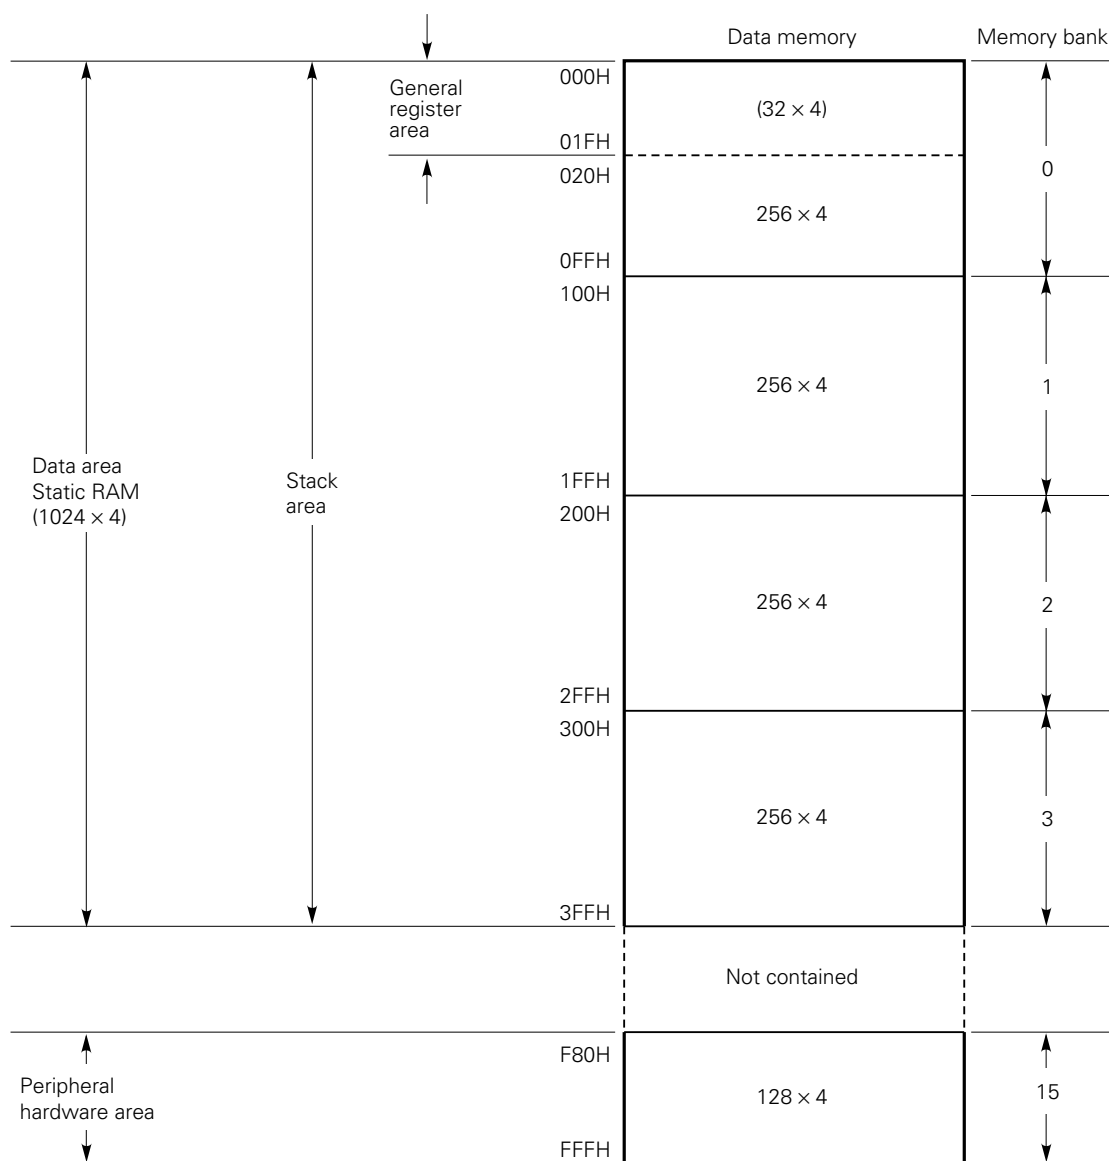 Data memory
Memory bank
000H
General
register
area
(32 × 4)
01FH
020H
0
256 × 4
0FFH
100H
256 × 4
1
Data area
Static RAM
(1024 × 4)
Stack
area
1FFH
200H
256 × 4
2
2FFH
300H
256 × 4
3
3FFH
Not contained
F80H
Peripheral
hardware area
128 × 4
15
FFFH